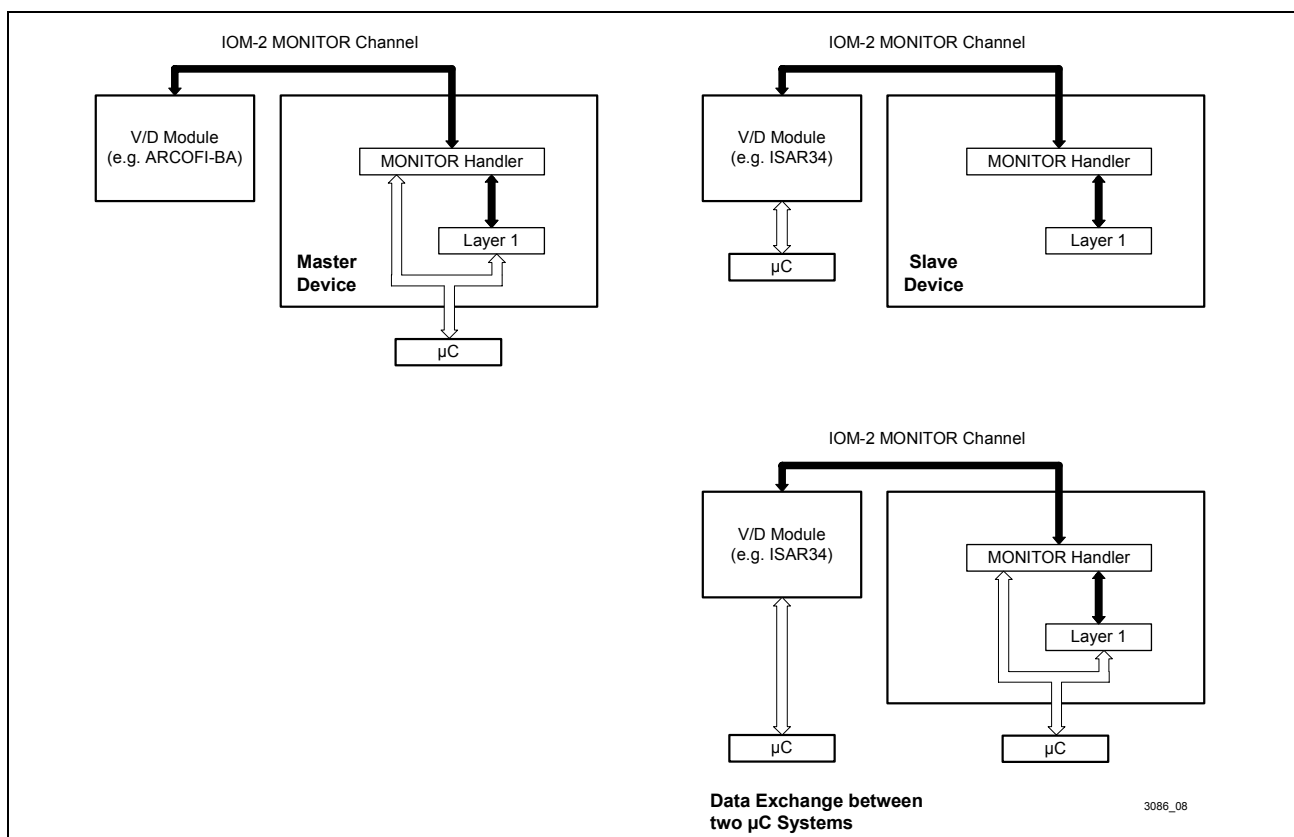 IOM-2 MONITOR Channel
V/D Module
(e.g. ARCOFI-BA)
MONITOR Handler
Layer 1
Master
Device
µC
IOM-2 MONITOR Channel
V/D Module
(e.g. ISAR34)
µC
MONITOR Handler
Layer 1
Slave
Device
IOM-2 MONITOR Channel
V/D Module
(e.g. ISAR34)
MONITOR Handler
Layer 1
µC
µC
Data Exchange between
two µC Systems
3086_08